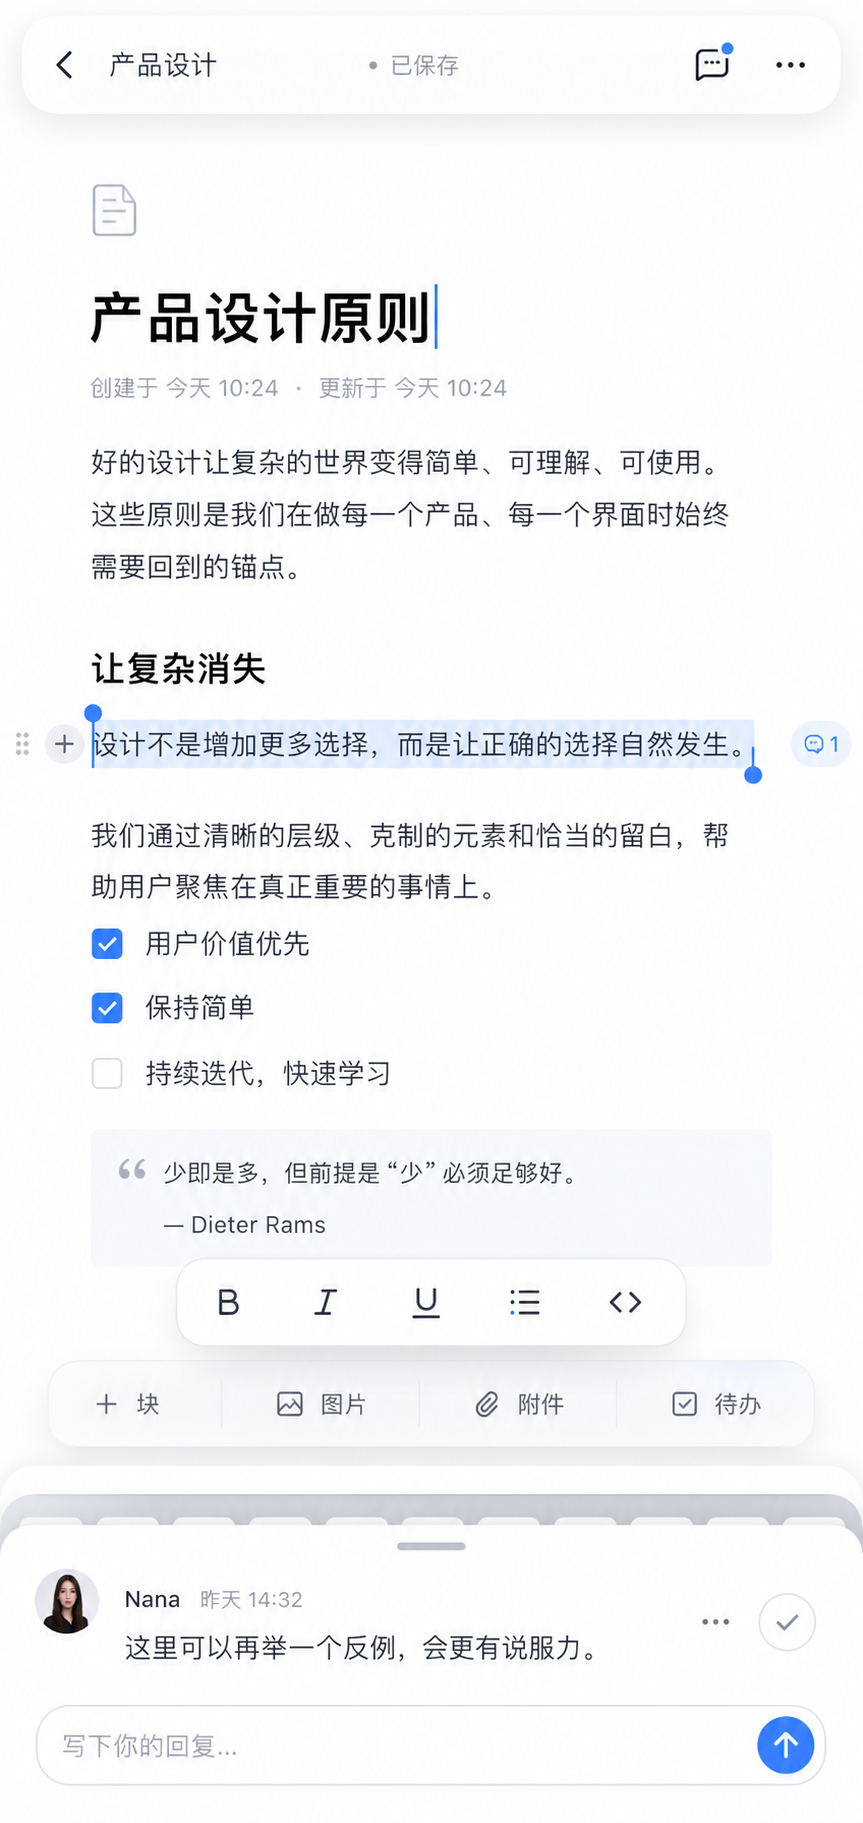 产品设计
已保存
产品设计原则
创建于 今天 10:24 · 更新于 今天 10:24
好的设计让复杂的世界变得简单、可理解、可使用。
这些原则是我们在做每一个产品、每一个界面时始终
需要回到的锚点。
让复杂消失
设计不是增加更多选择，而是让正确的选择自然发生。
1
我们通过清晰的层级、克制的元素和恰当的留白，帮
助用户聚焦在真正重要的事情上。
用户价值优先
保持简单
持续迭代，快速学习
“ 少即是多，但前提是“少”必须足够好。
— Dieter Rams
B I U
块 图片 附件 待办
Nana 昨天 14:32
这里可以再举一个反例，会更有说服力。
写下你的回复...